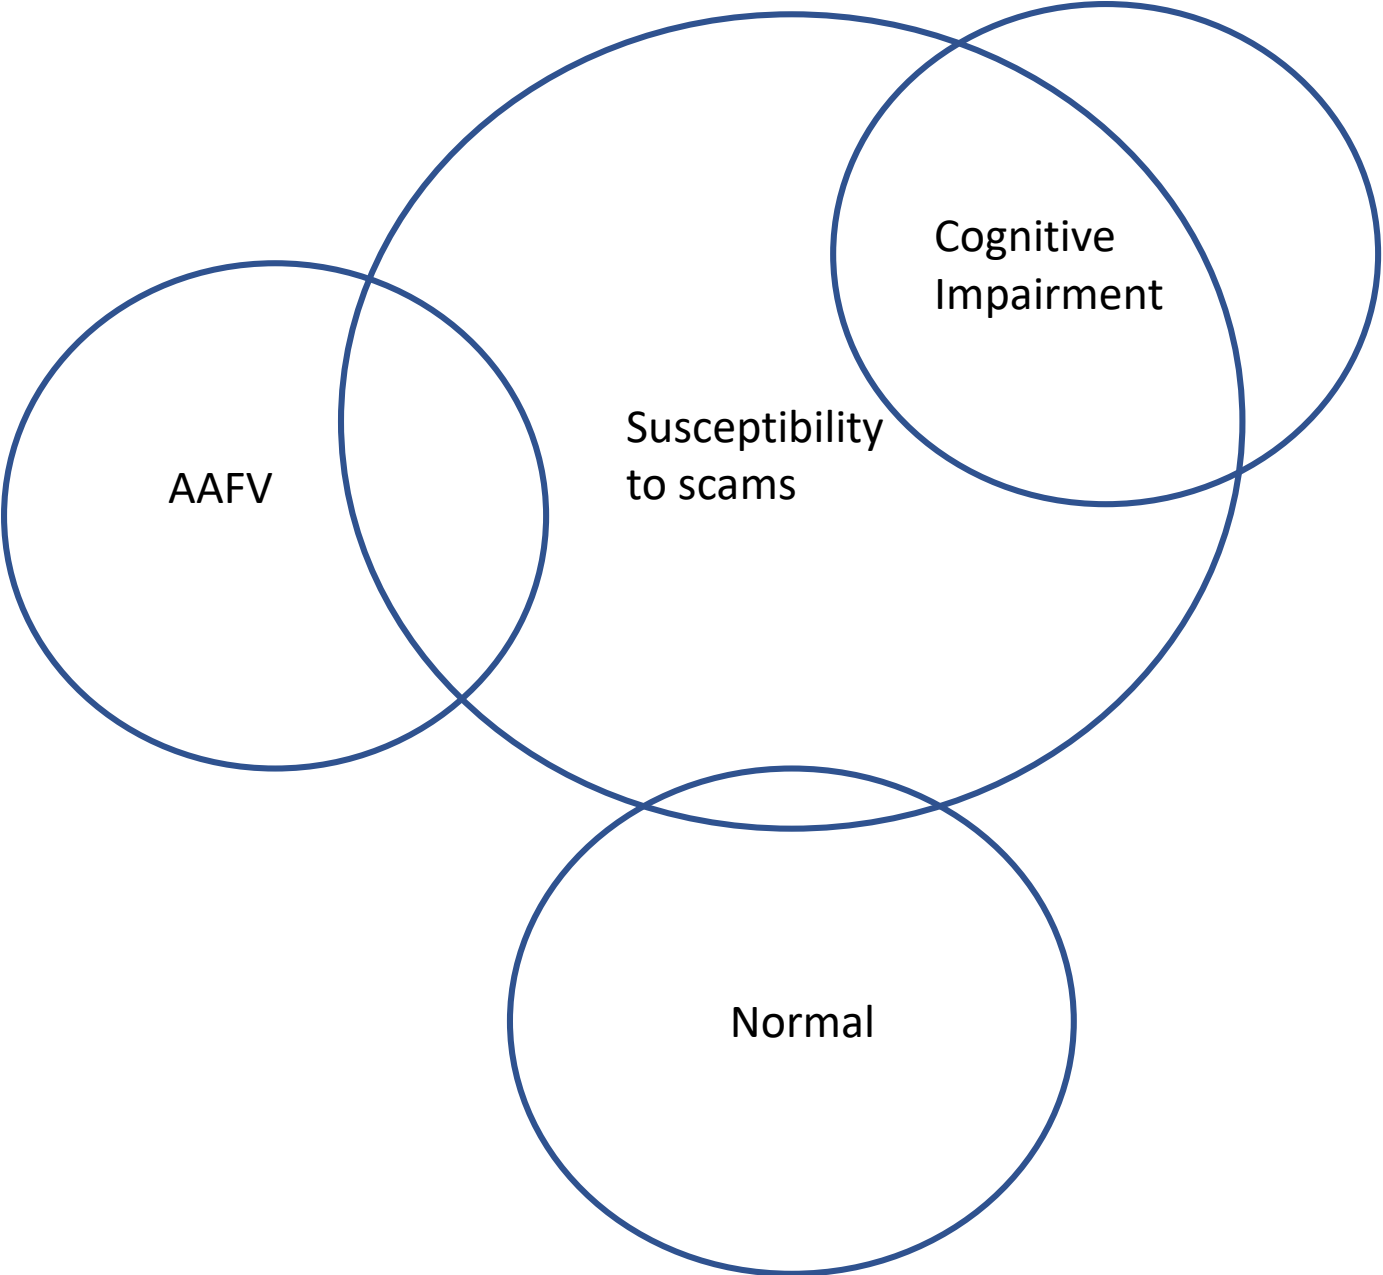 Cognitive
Impairment
Susceptibility
to scams
AAFV
Normal